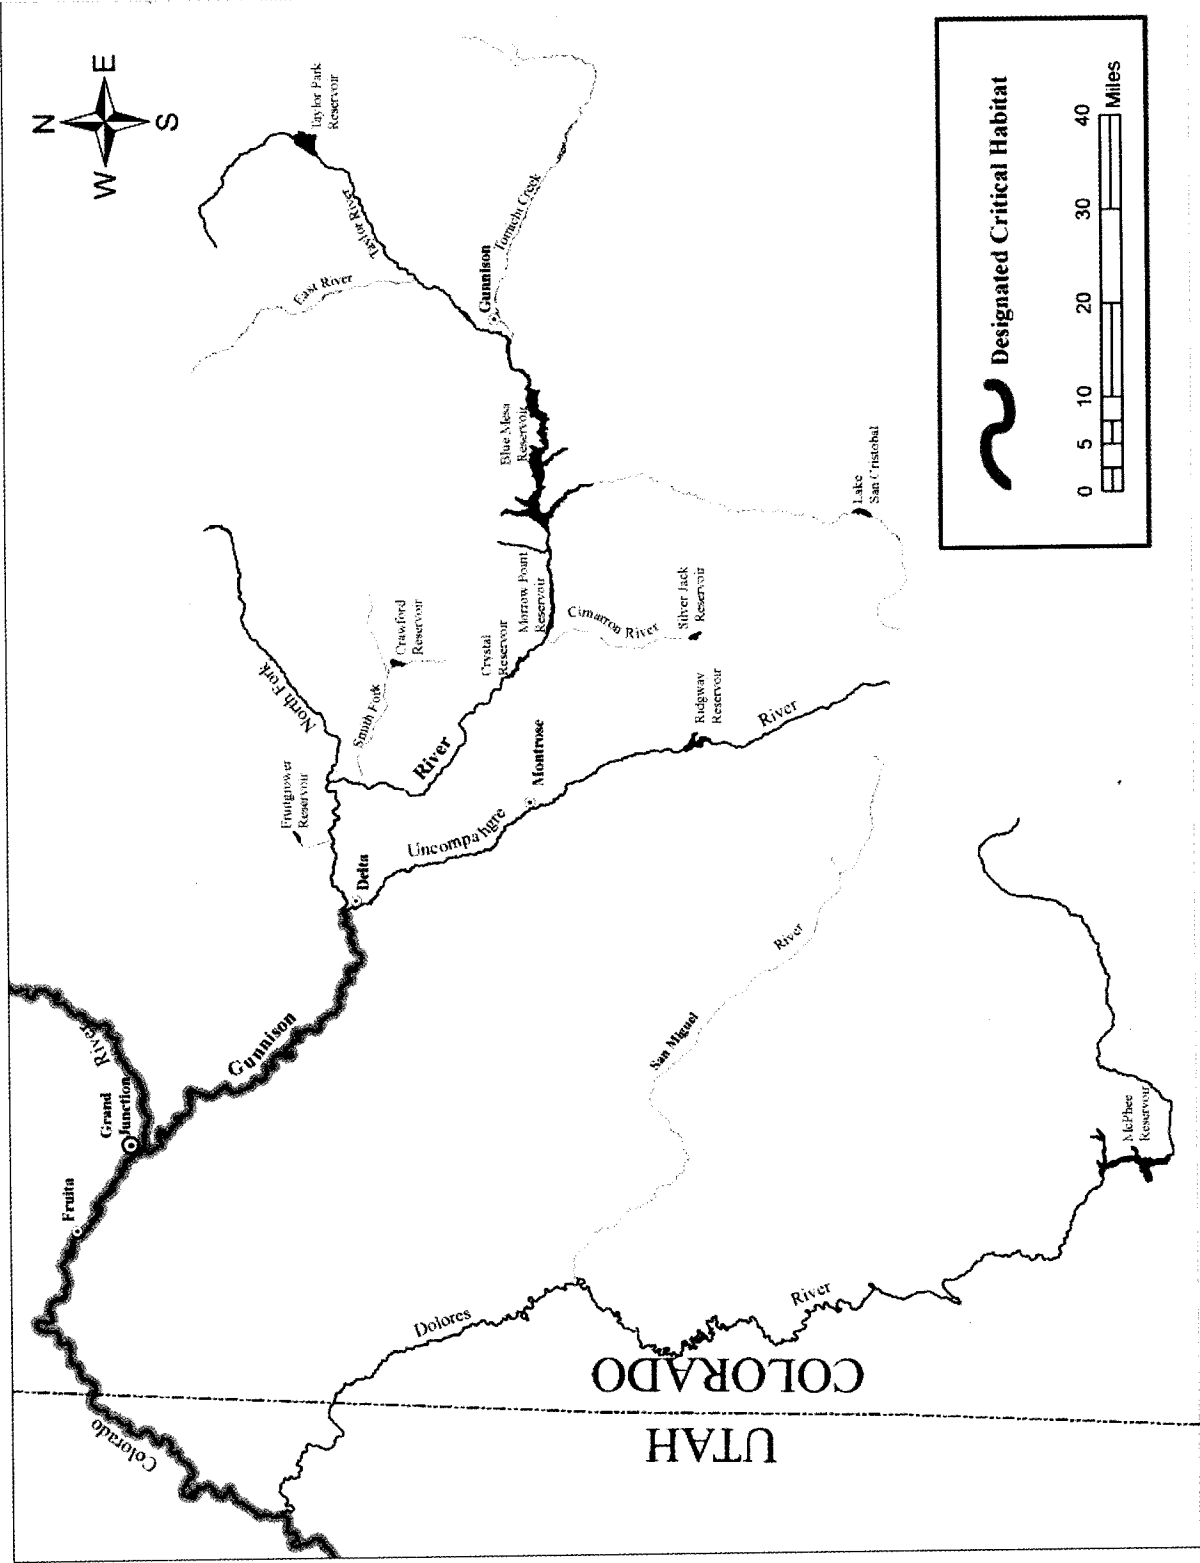 N
W
E
S
Taylor Park
Reservoir
Taylor River
East River
Tomichi Creek
Gunnison
Blue Mesa
Reservoir
Lake
San Cristobal
Morrow Point
Reservoir
Crystal
Reservoir
Cimarron River
Silver Jack
Reservoir
North Fork
Smith Fork
Crawford
Reservoir
Fruitgrower
Reservoir
River
Montrose
Ridgway
Reservoir
River
Uncompahgre
Delta
Gunnison
River
Grand
Junction
Fruita
San Miguel
River
McPhee
Reservoir
Dolores
River
Colorado
COLORADO
UTAH
Designated Critical Habitat
0 5 10 20 30 40
Miles